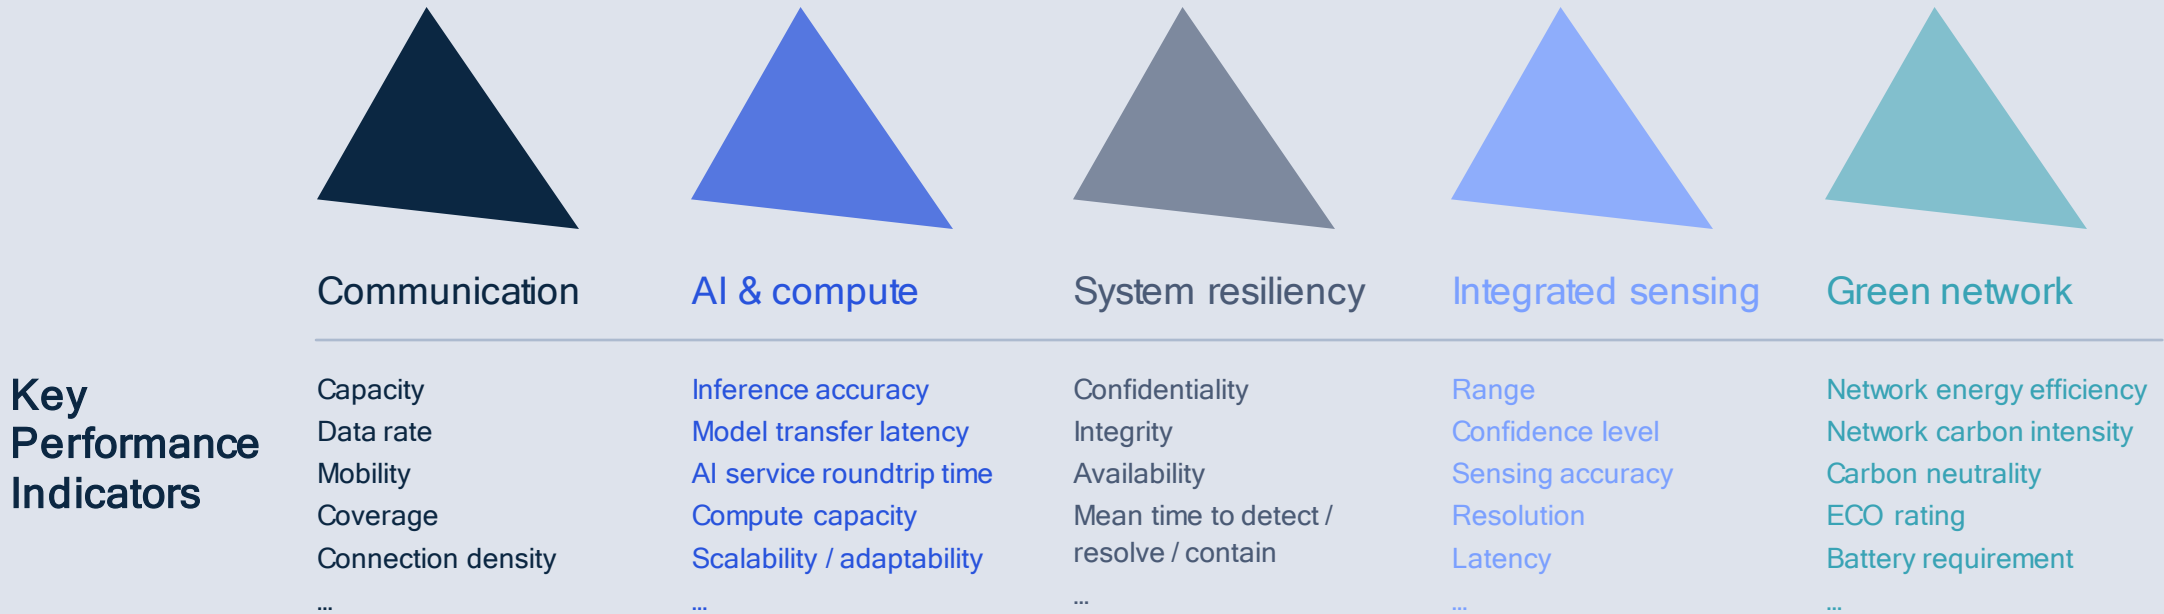 Communication
AI & compute
System resiliency
Integrated sensing
Green network
Key
Performance
Indicators
Capacity
Data rate
Mobility
Coverage
Connection density
...
Inference accuracy
Model transfer latency
AI service roundtrip time
Compute capacity
Scalability / adaptability
...
Confidentiality
Integrity
Availability
Mean time to detect /
resolve / contain
...
Range
Confidence level
Sensing accuracy
Resolution
Latency
...
Network energy efficiency
Network carbon intensity
Carbon neutrality
ECO rating
Battery requirement
...